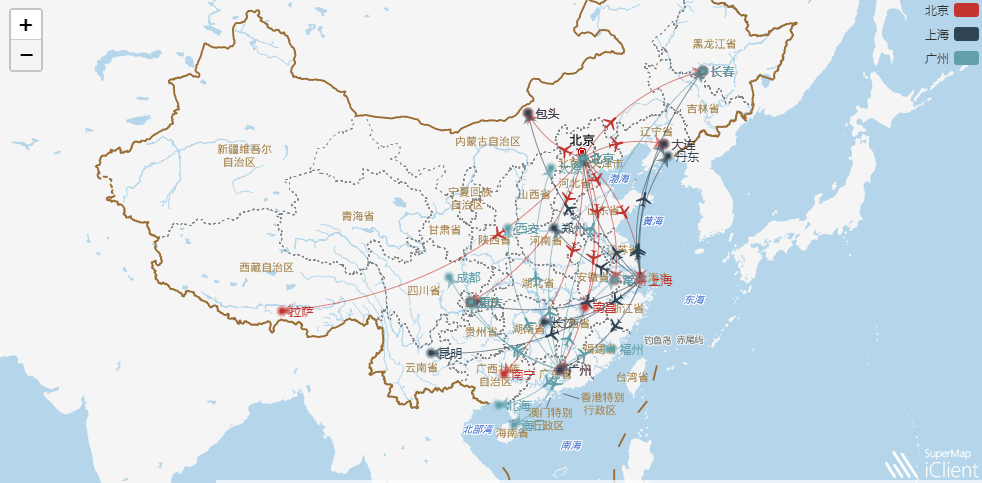 +
−
北京
上海
广州
黑龙江省
长春
吉林省
包头
内蒙古自治区
辽宁省
大连
丹东
北京
北京
新疆维吾尔
自治区
渤海
河北省
山西省
宁夏回族
自治区
青海省
甘肃省
黄海
陕西省
西安
河南省
郑州
西藏自治区
安徽省
上海
成都
四川省
湖北省
重庆
拉萨
南昌
浙江省
东海
长沙
湖南省
贵州省
钓鱼岛
赤尾屿
昆明
云南省
福建省
福州
广州
广西壮族
自治区
南宁
台湾省
香港特别
行政区
澳门特别
行政区
北海
海口
海南省
北部湾
南海
SuperMap
iClient